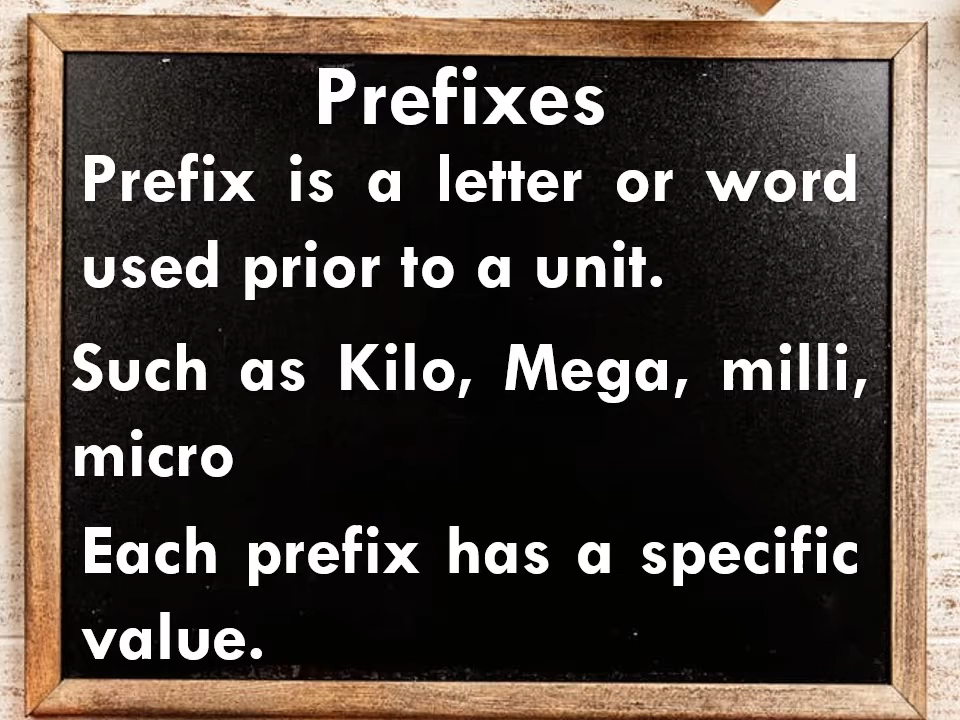 Prefixes
Prefix is a letter or word
used prior to a unit.
Such as Kilo, Mega, milli,
micro
Each prefix has a specific
value.